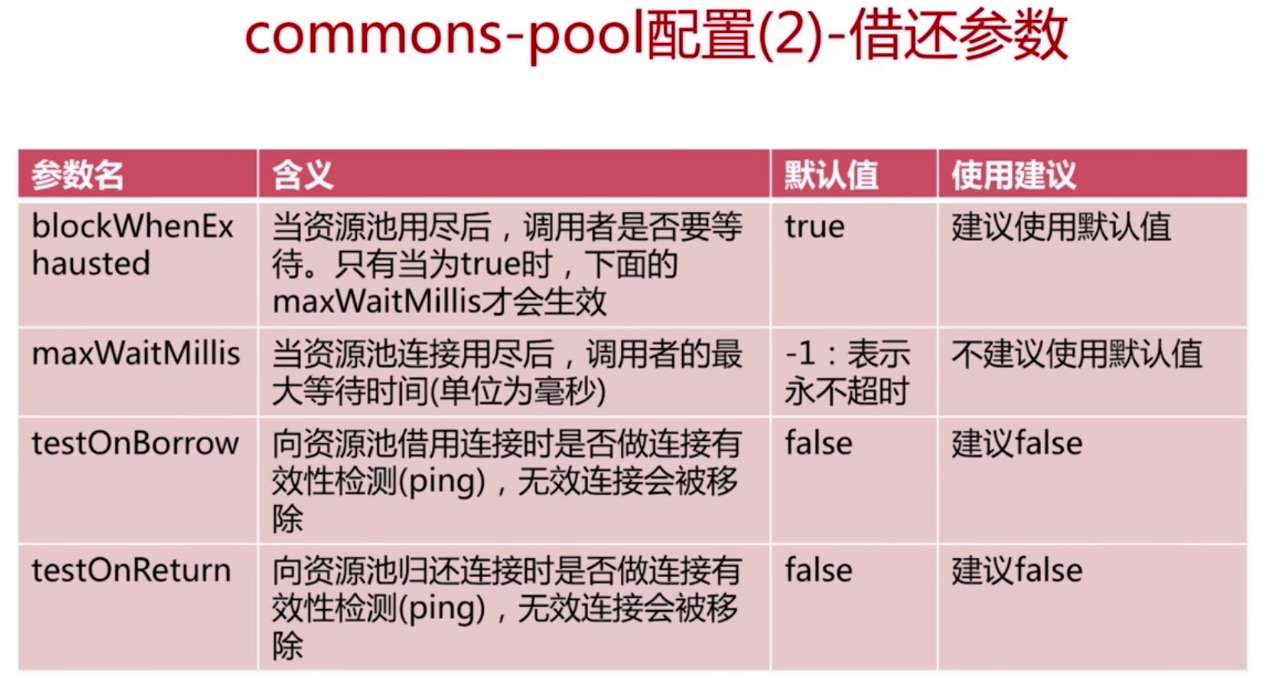 commons-pool配置(2)-借还参数
参数名
含义
默认值
使用建议
blockWhenEx
hausted
当资源池用尽后，调用者是否要等
待。只有当为true时，下面的
maxWaitMillis才会生效
true
建议使用默认值
maxWaitMillis
当资源池连接用尽后，调用者的最
大等待时间(单位为毫秒)
-1：表示
永不超时
不建议使用默认值
testOnBorrow
向资源池借用连接时是否做连接有
效性检测(ping)，无效连接会被移
除
false
建议false
testOnReturn
向资源池归还连接时是否做连接有
效性检测(ping)，无效连接会被移
除
false
建议false